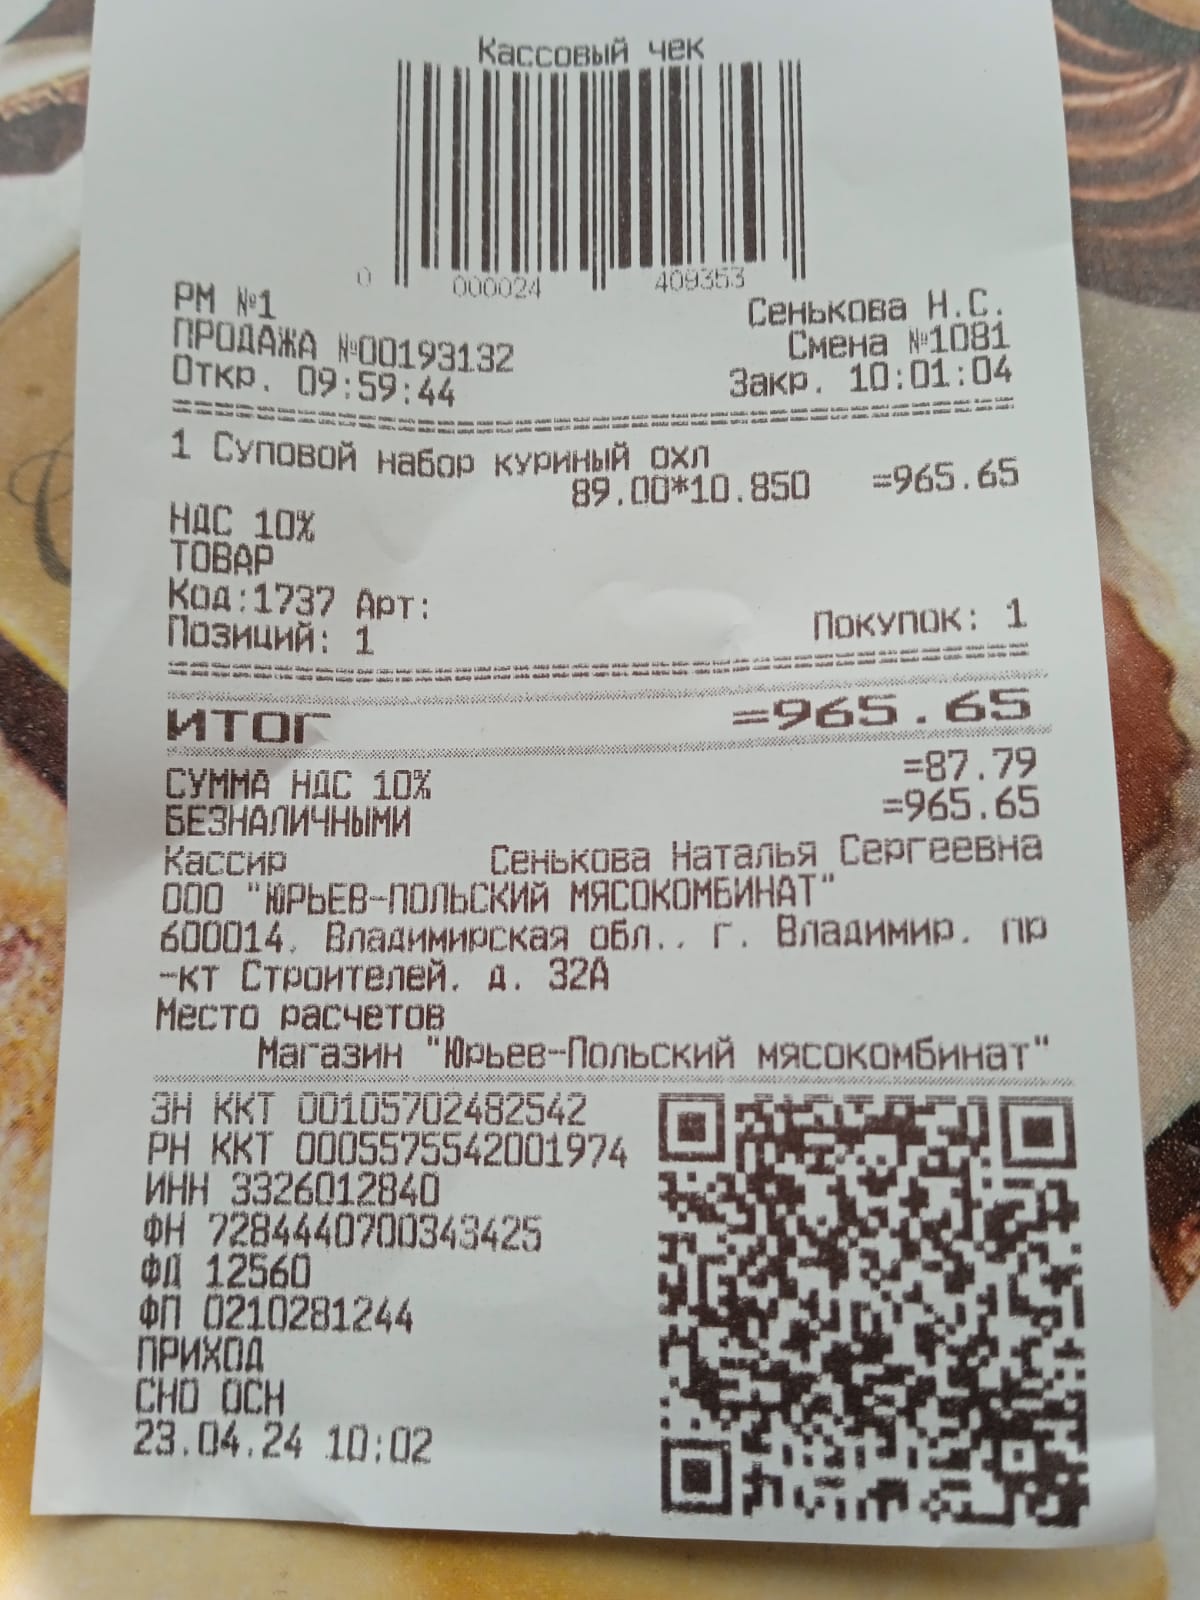 Кассовый чек
0 000024 409353
РМ №1 Сенькова Н.С.
ПРОДАЖА №00193132 Смена №1081
Откр. 09:59:44 Закр. 10:01:04
1 Суповой набор куриный охл
89.00*10.850 =965.65
НДС 10%
ТОВАР
Код:1737 Арт:
Позиций: 1 Покупок: 1
ИТОГ =965.65
СУММА НДС 10% =87.79
БЕЗНАЛИЧНЫМИ =965.65
Кассир Сенькова Наталья Сергеевна
ООО "ЮРЬЕВ-ПОЛЬСКИЙ МЯСОКОМБИНАТ"
600014, Владимирская обл., г. Владимир, пр
-кт Строителей, д. 32А
Место расчетов
Магазин "Юрьев-Польский мясокомбинат"
ЗН ККТ 00105702482542
РН ККТ 0005575542001974
ИНН 3326012840
ФН 7284440700343425
ФД 12560
ФП 0210281244
ПРИХОД
СНО ОСН
23.04.24 10:02